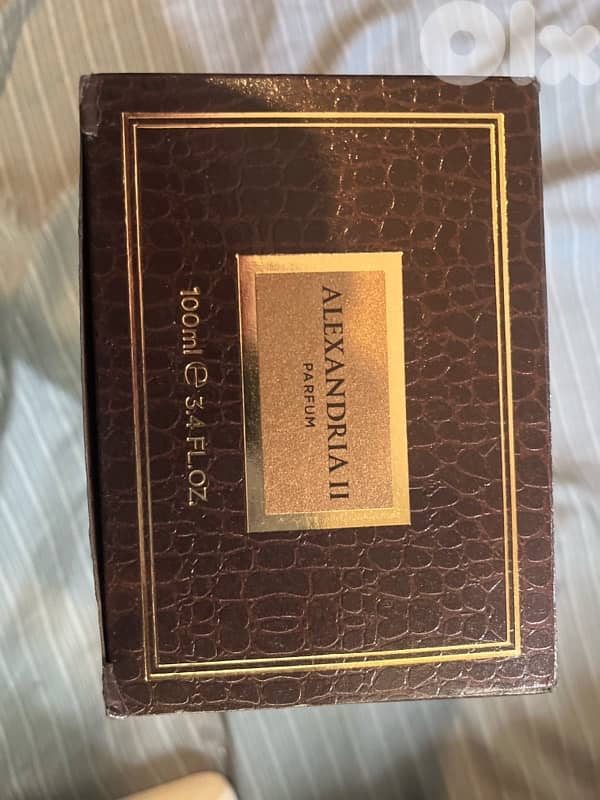 olx
ALEXANDRIA II
PARFUM
100ml e 3.4 FL.OZ.